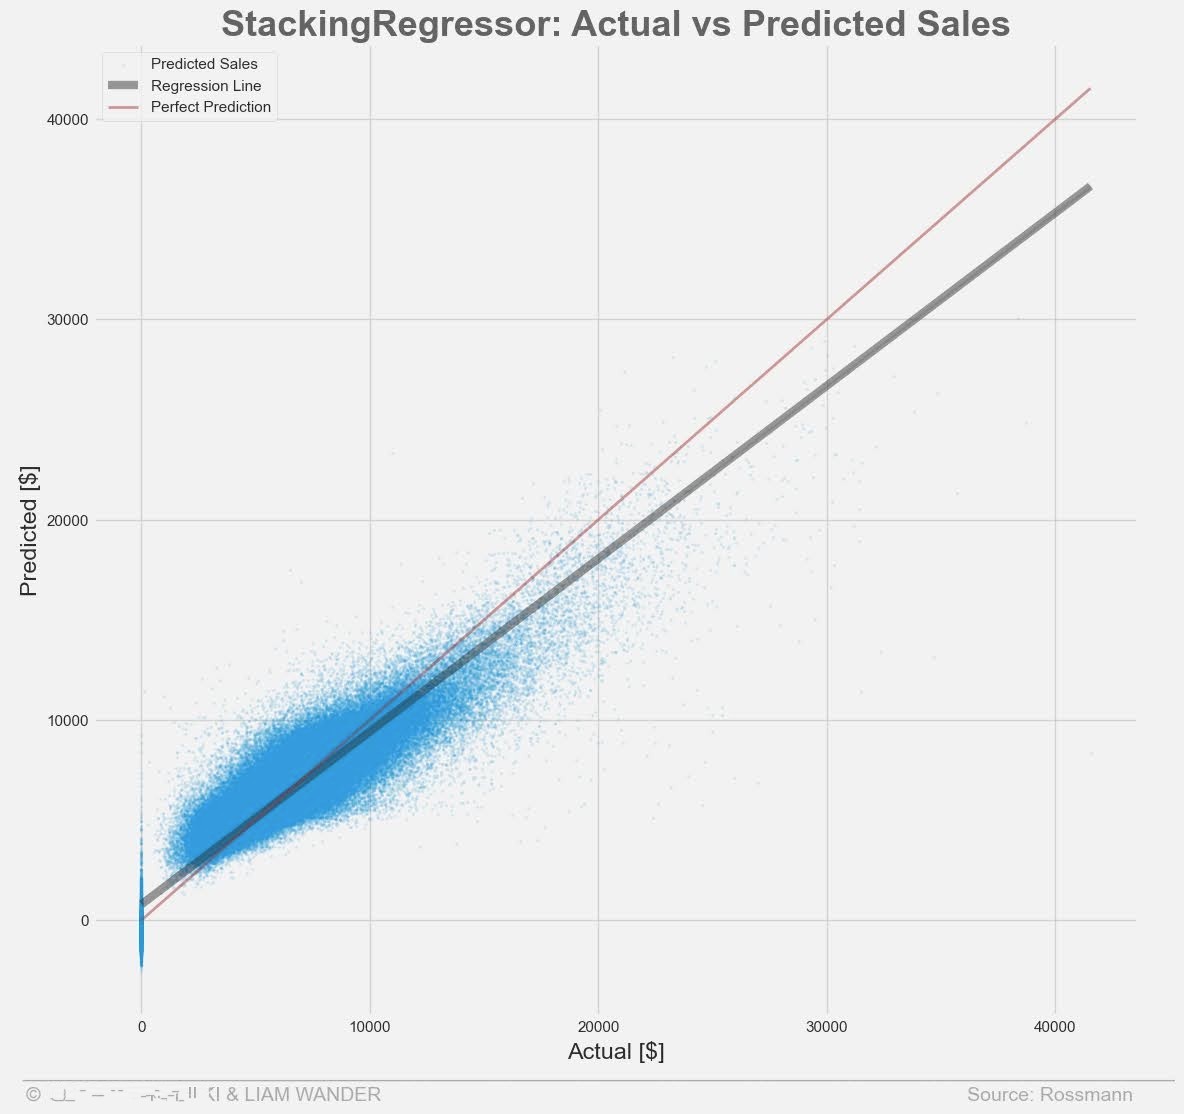 StackingRegressor: Actual vs Predicted Sales
Predicted Sales
Regression Line
Perfect Prediction
40000
30000
20000
10000
0
Predicted [$]
0 10000 20000 30000 40000
Actual [$]
© & LIAM WANDER
Source: Rossmann